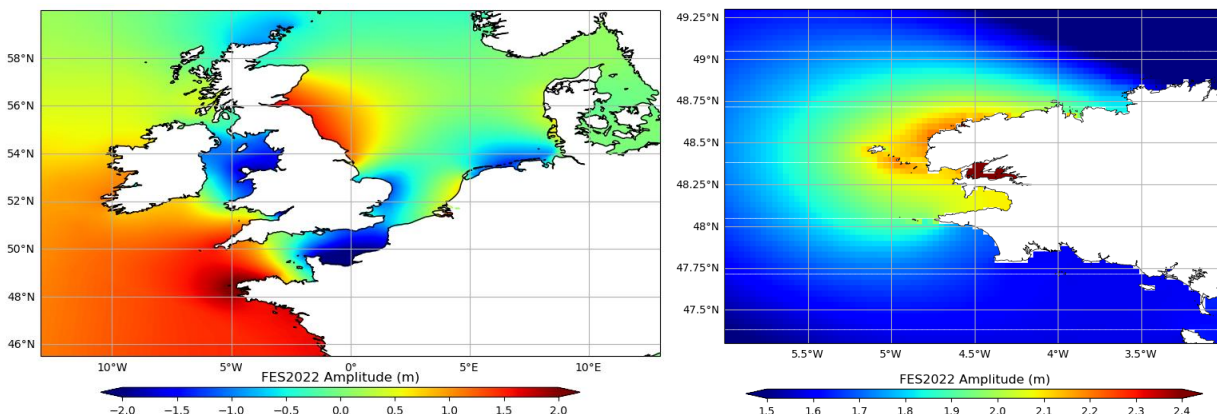 58°N
56°N
54°N
52°N
50°N
48°N
46°N
10°W 5°W 0° 5°E 10°E
FES2022 Amplitude (m)
−2.0 −1.5 −1.0 −0.5 0.0 0.5 1.0 1.5 2.0
49.25°N
49°N
48.75°N
48.5°N
48.25°N
48°N
47.75°N
47.5°N
5.5°W 5°W 4.5°W 4°W 3.5°W
FES2022 Amplitude (m)
1.5 1.6 1.7 1.8 1.9 2.0 2.1 2.2 2.3 2.4